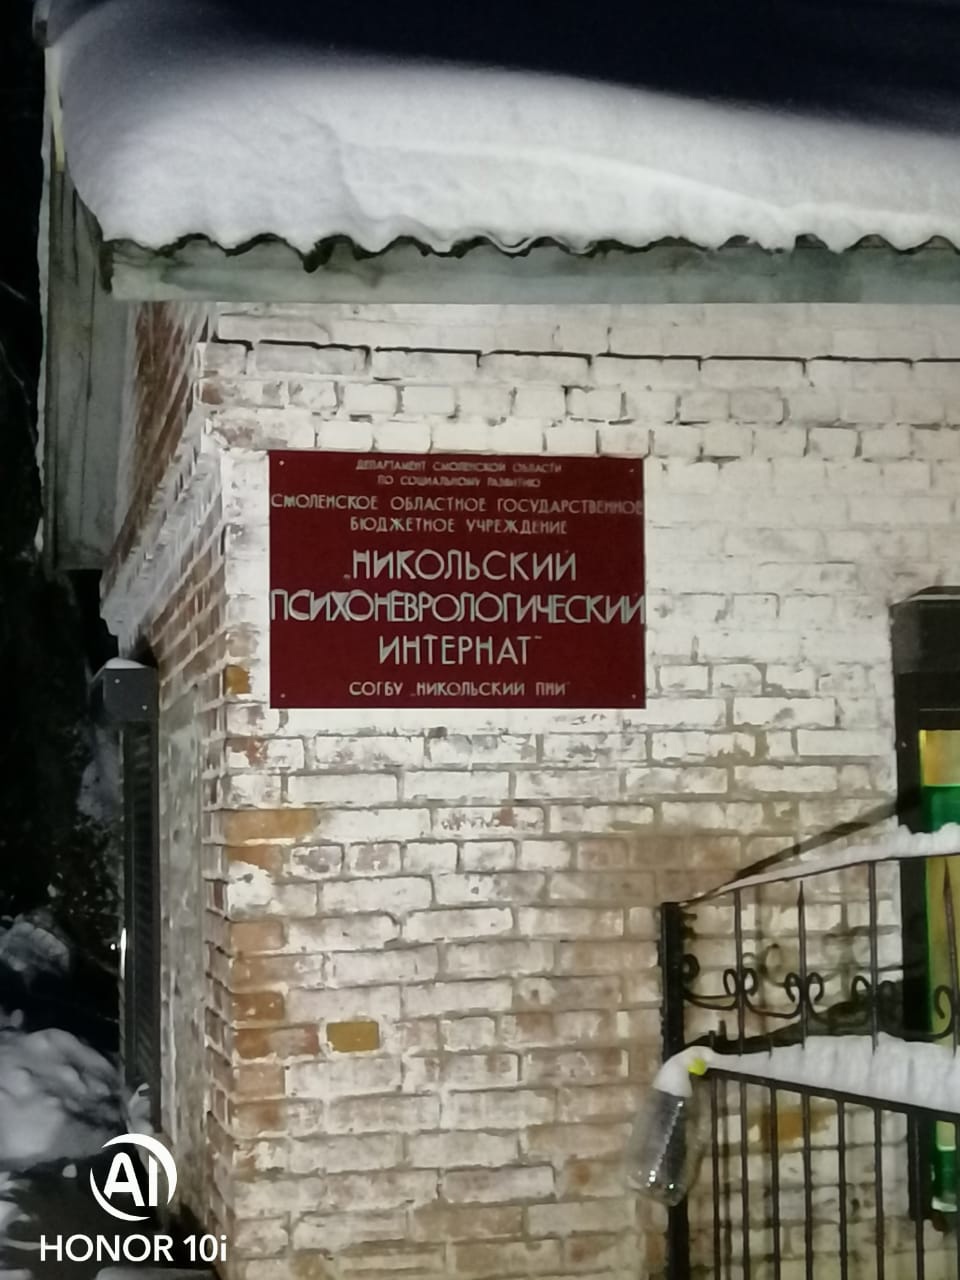 ДЕПАРТАМЕНТ СМОЛЕНСКОЙ ОБЛАСТИ
ПО СОЦИАЛЬНОМУ РАЗВИТИЮ
СМОЛЕНСКОЕ ОБЛАСТНОЕ ГОСУДАРСТВЕННОЕ
БЮДЖЕТНОЕ УЧРЕЖДЕНИЕ
„НИКОЛЬСКИЙ
ПСИХОНЕВРОЛОГИЧЕСКИЙ
ИНТЕРНАТ"
СОГБУ „НИКОЛЬСКИЙ ПНИ"
AI
HONOR 10i